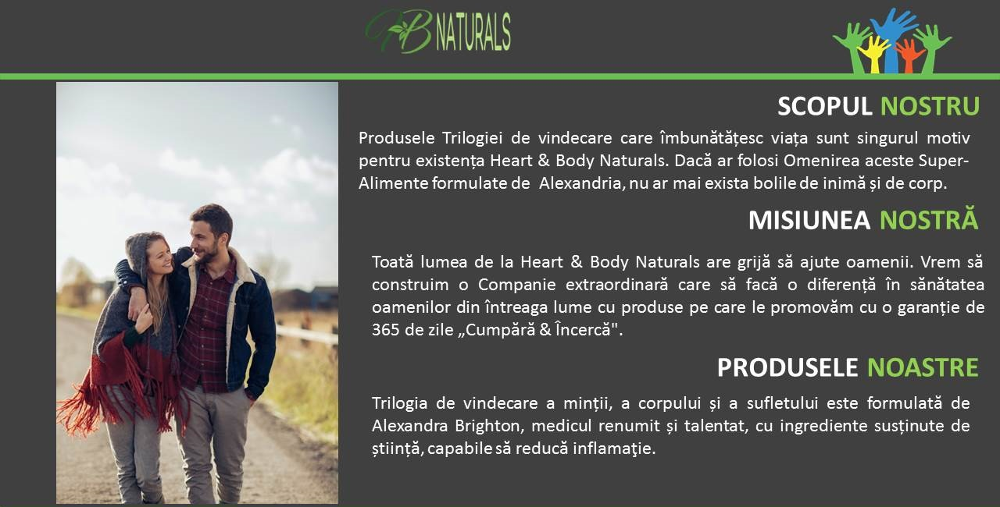 HB NATURALS
SCOPUL NOSTRU
Produsele Trilogiei de vindecare care îmbunătățesc viața sunt singurul motiv
pentru existența Heart & Body Naturals. Dacă ar folosi Omenirea aceste Super-
Alimente formulate de Alexandria, nu ar mai exista bolile de inimă și de corp.
MISIUNEA NOSTRĂ
Toată lumea de la Heart & Body Naturals are grijă să ajute oamenii. Vrem să
construim o Companie extraordinară care să facă o diferență în sănătatea
oamenilor din întreaga lume cu produse pe care le promovăm cu o garanție de
365 de zile „Cumpără & Încercă".
PRODUSELE NOASTRE
Trilogia de vindecare a minții, a corpului și a sufletului este formulată de
Alexandra Brighton, medicul renumit și talentat, cu ingrediente susținute de
știință, capabile să reducă inflamaţie.